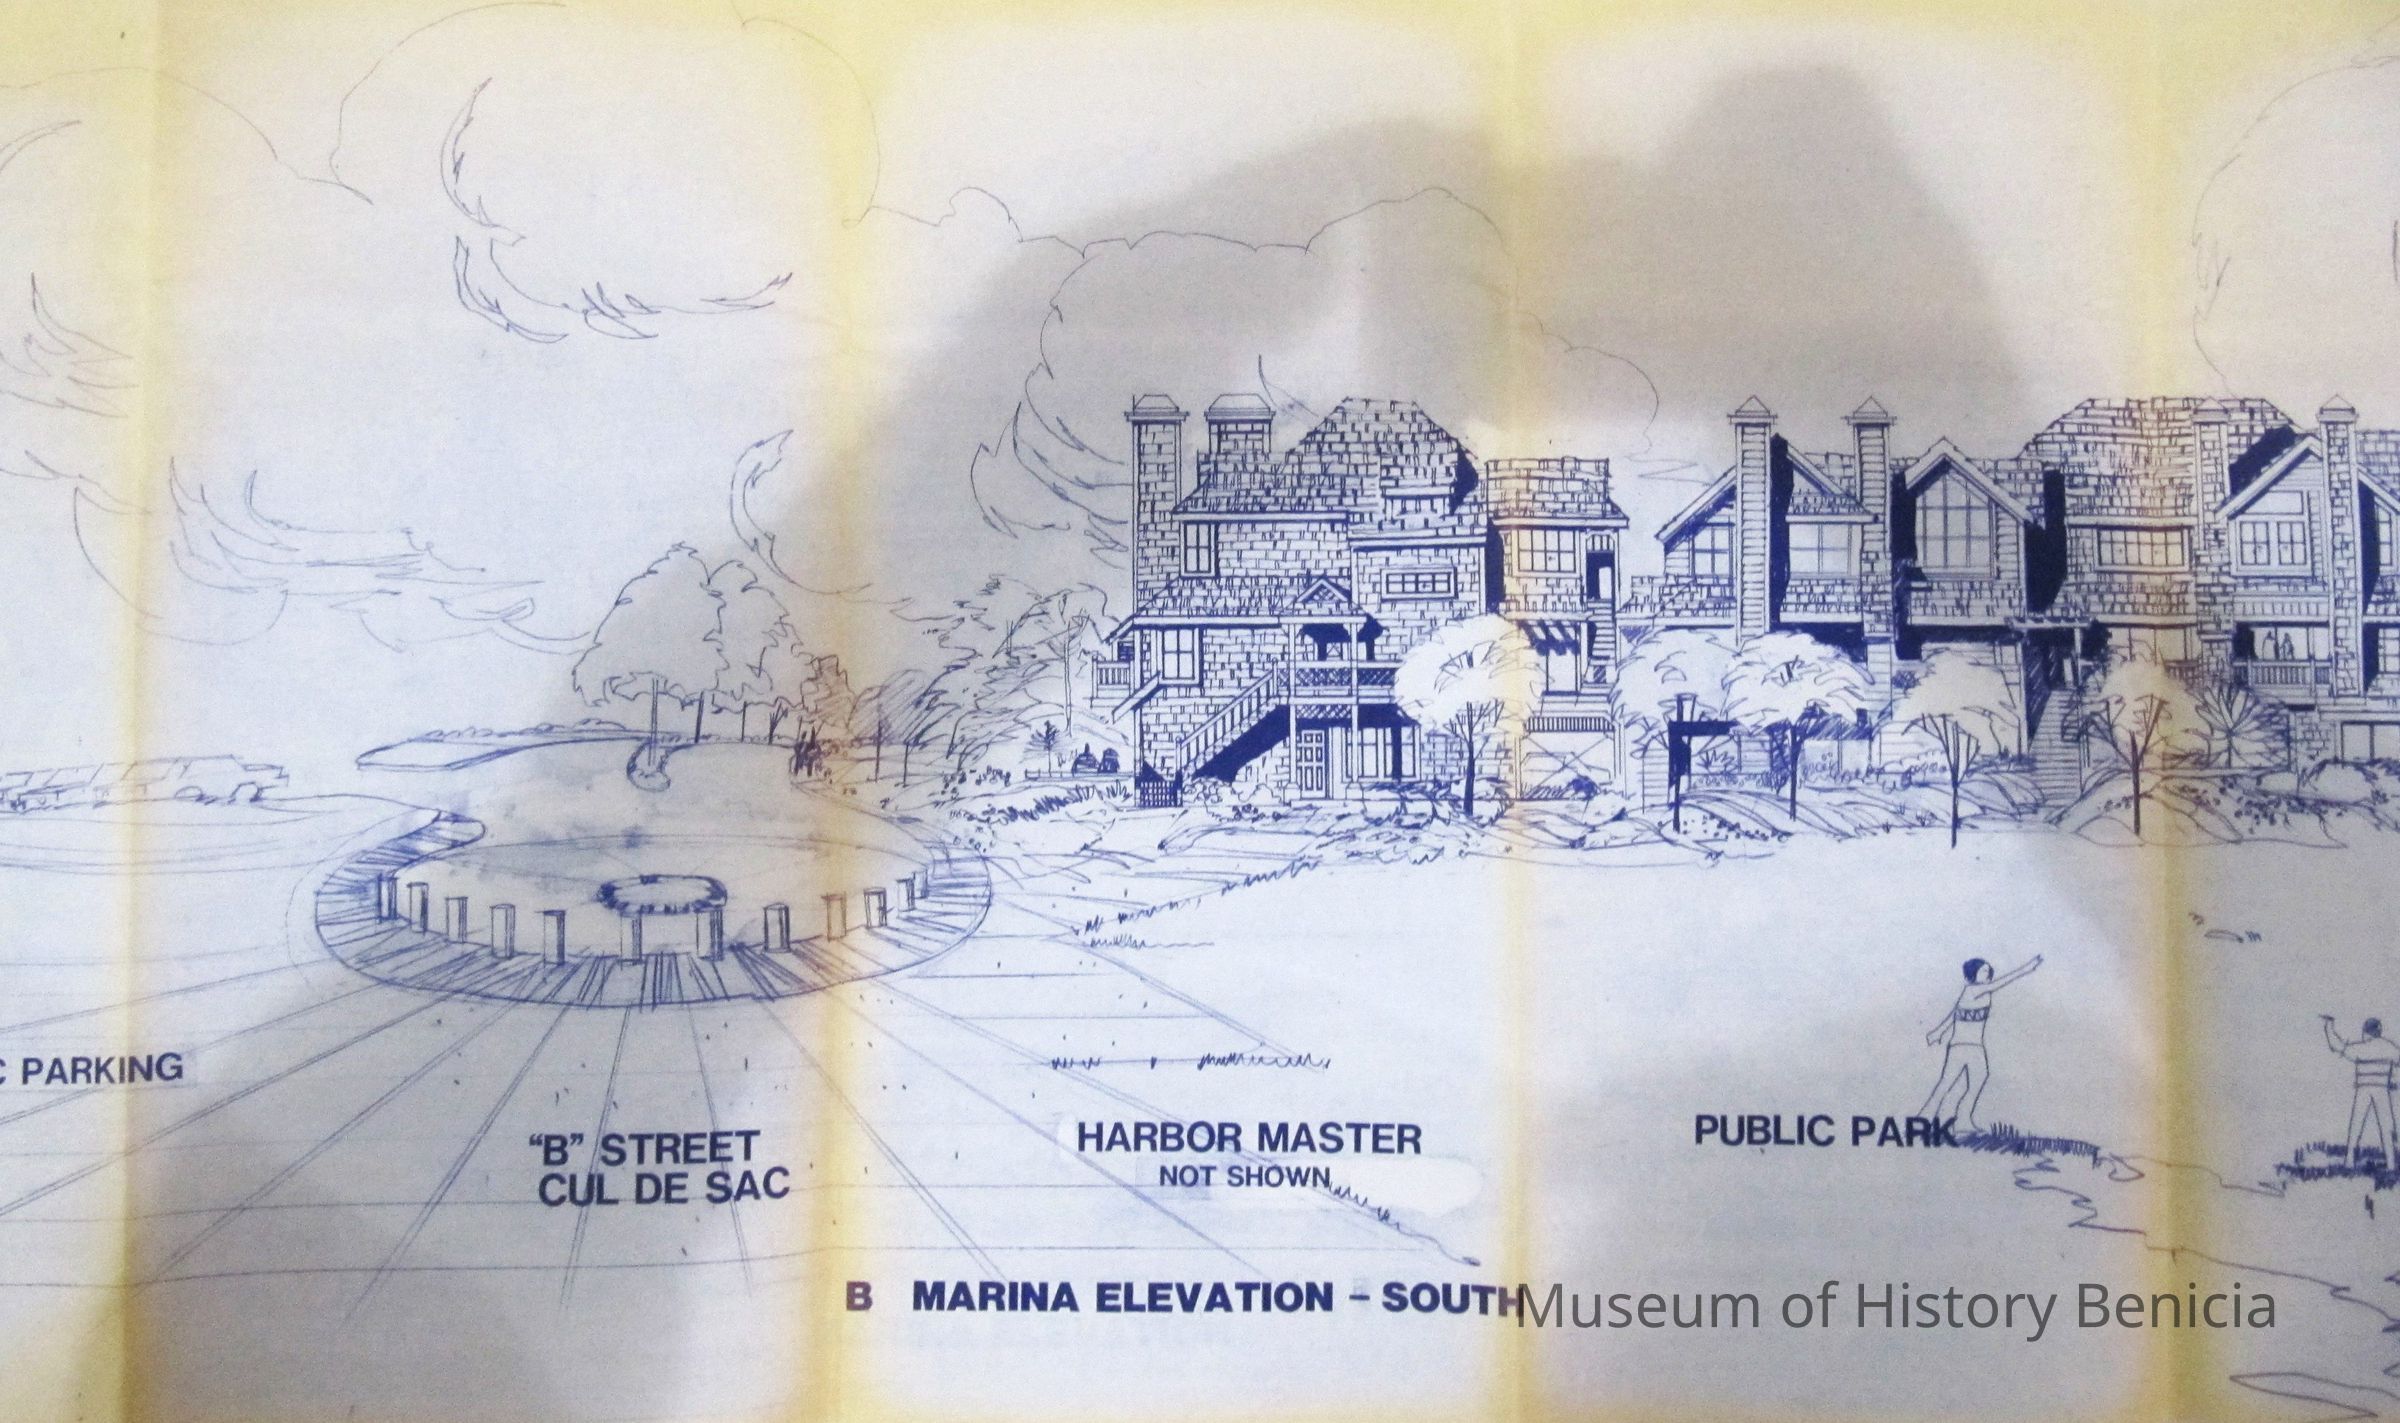 C PARKING
“B” STREET
CUL DE SAC
HARBOR MASTER
NOT SHOWN
PUBLIC PARK
B MARINA ELEVATION – SOUTH
Museum of History Benicia